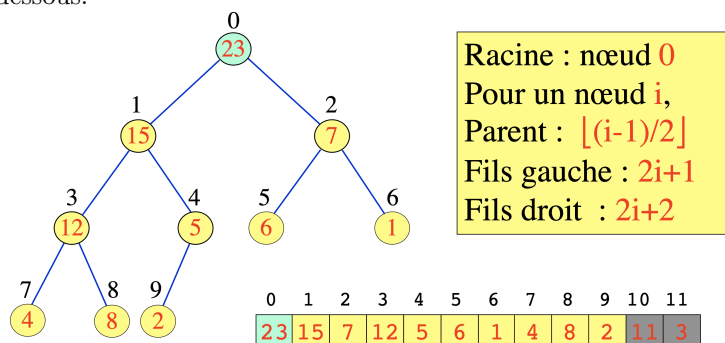 dessous.
0
23
1
2
15
7
3
4
5
6
12
5
6
1
7
8
9
4
8
2
Racine : nœud 0
Pour un nœud i,
Parent : ⌊(i-1)/2⌋
Fils gauche : 2i+1
Fils droit : 2i+2
0 1 2 3 4 5 6 7 8 9 10 11
23 15 7 12 5 6 1 4 8 2 11 3